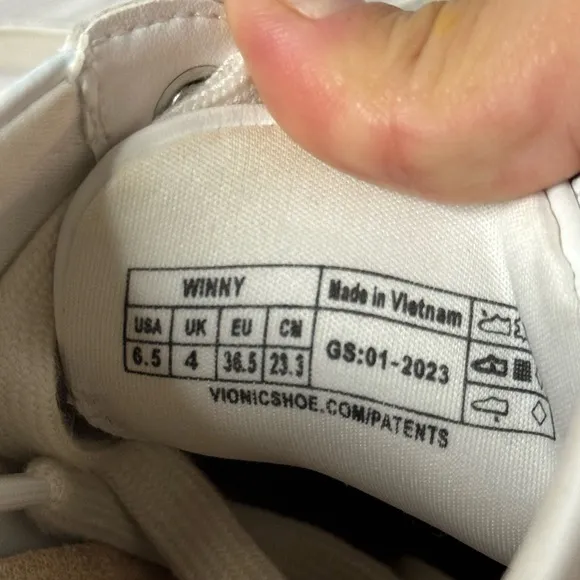 WINNY
Made in Vietnam
USA UK EU CM
6.5 4 36.5 23.3
GS:01-2023
VIONICSHOE.COM/PATENTS